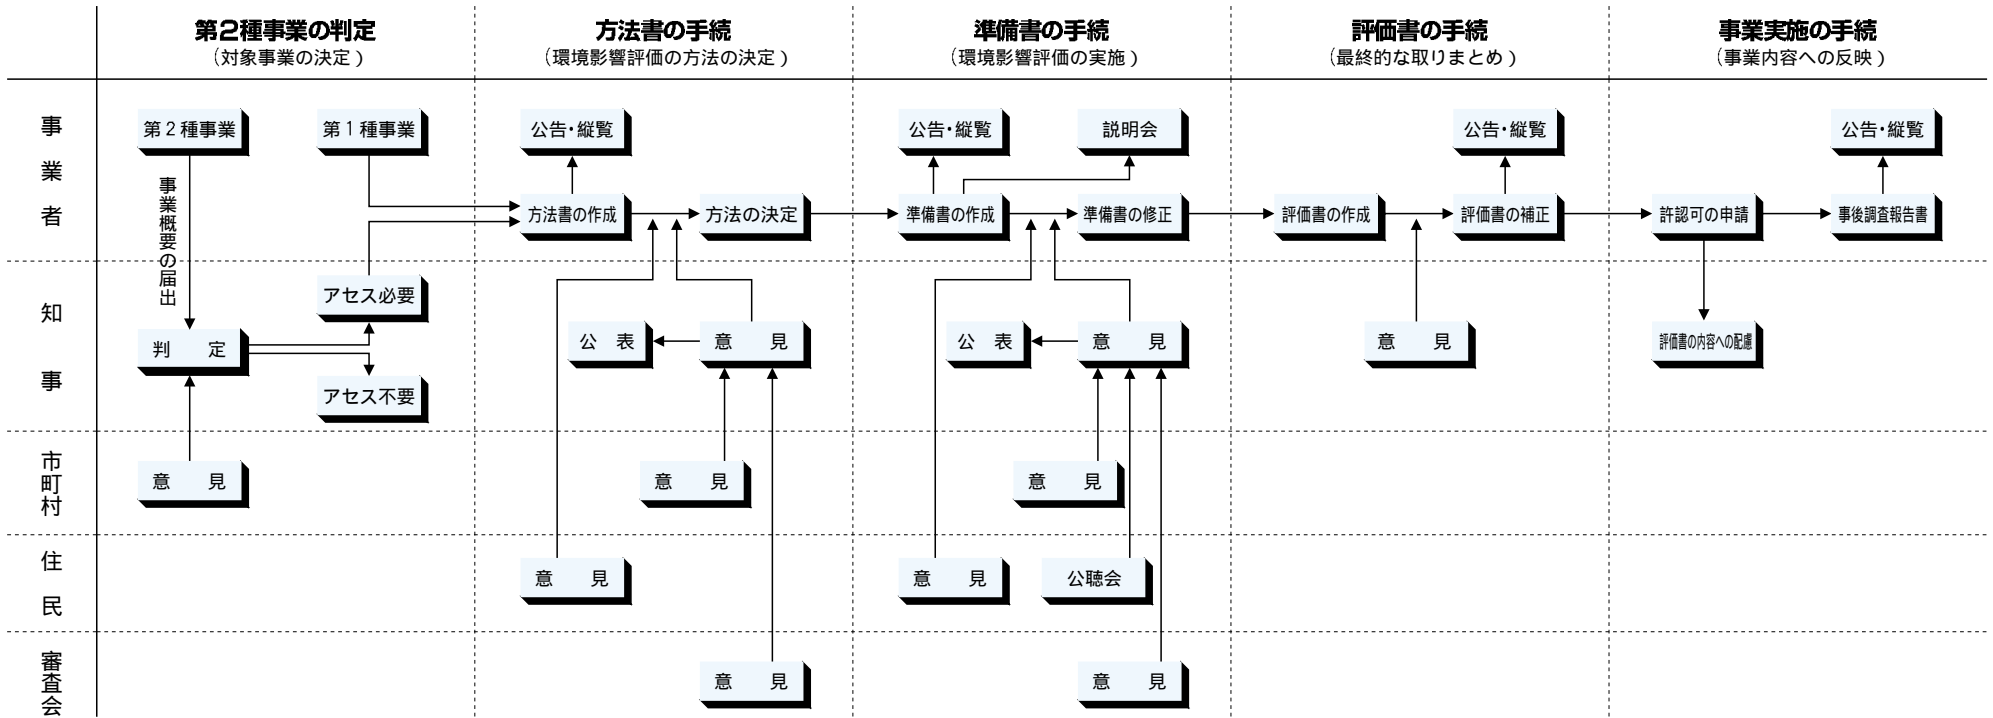 第2種事業の判定
（対象事業の決定）
方法書の手続
（環境影響評価の方法の決定）
準備書の手続
（環境影響評価の実施）
評価書の手続
（最終的な取りまとめ）
事業実施の手続
（事業内容への反映）
事業者
第２種事業
第１種事業
公告・縦覧
公告・縦覧
説明会
公告・縦覧
公告・縦覧
事業概要の届出
方法書の作成
方法の決定
準備書の作成
準備書の修正
評価書の作成
評価書の補正
許認可の申請
事後調査報告書
知事
アセス必要
判　定
アセス不要
公　表
意　見
公　表
意　見
意　見
評価書の内容への配慮
市町村
意　見
意　見
意　見
住民
意　見
意　見
公聴会
審査会
意　見
意　見